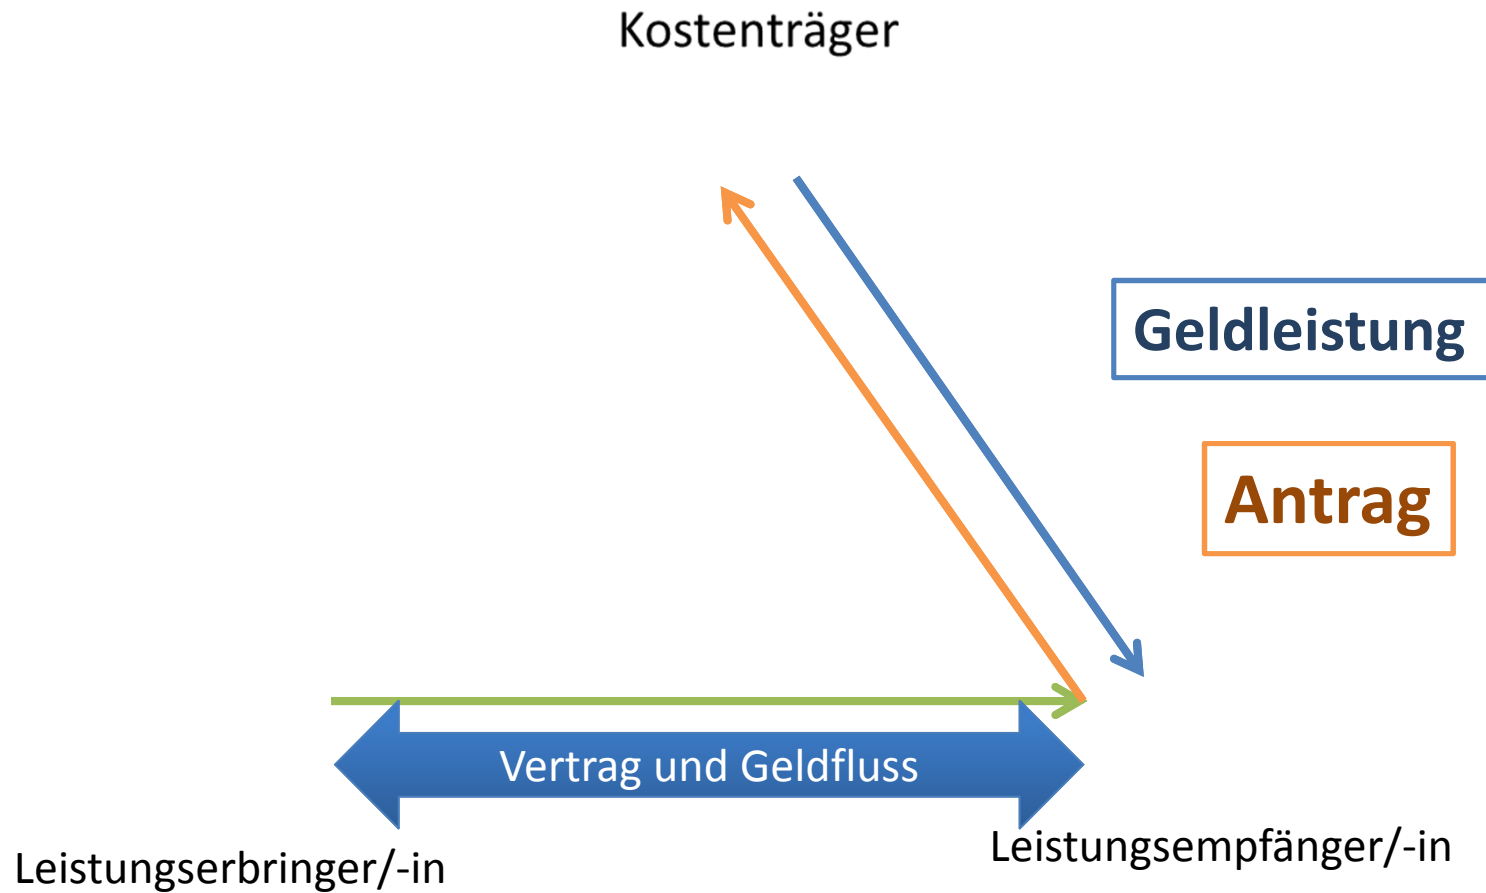 Kostenträger
Geldleistung
Antrag
Vertrag und Geldfluss
Leistungserbringer/-in
Leistungsempfänger/-in